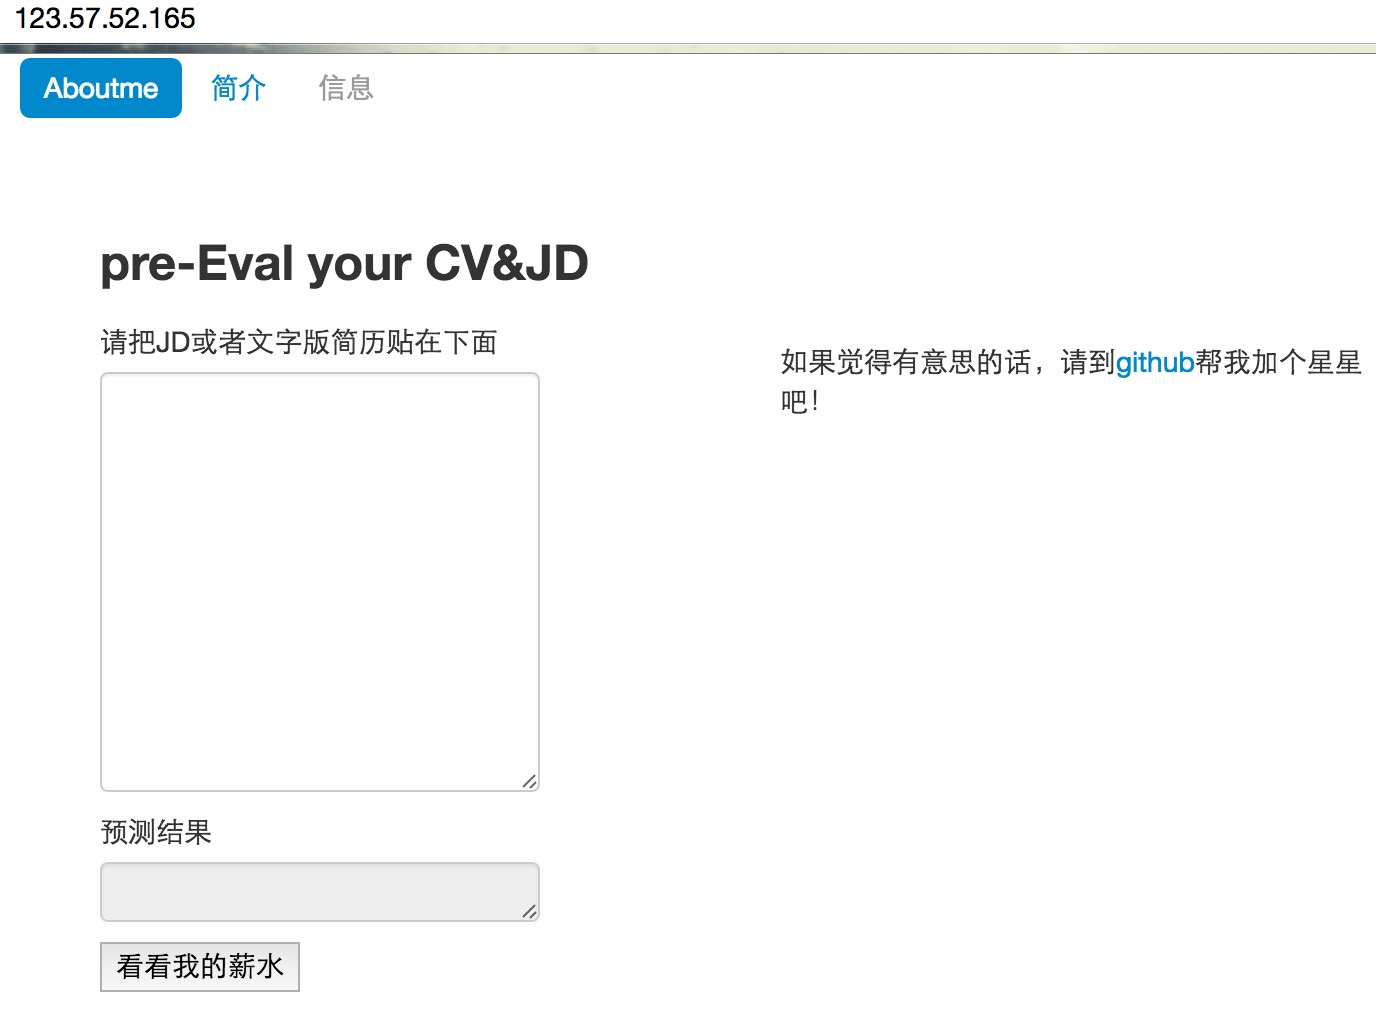 123.57.52.165
Aboutme 简介 信息
pre-Eval your CV&JD
请把JD或者文字版简历贴在下面
如果觉得有意思的话，请到github帮我加个星星
吧！
预测结果
看看我的薪水